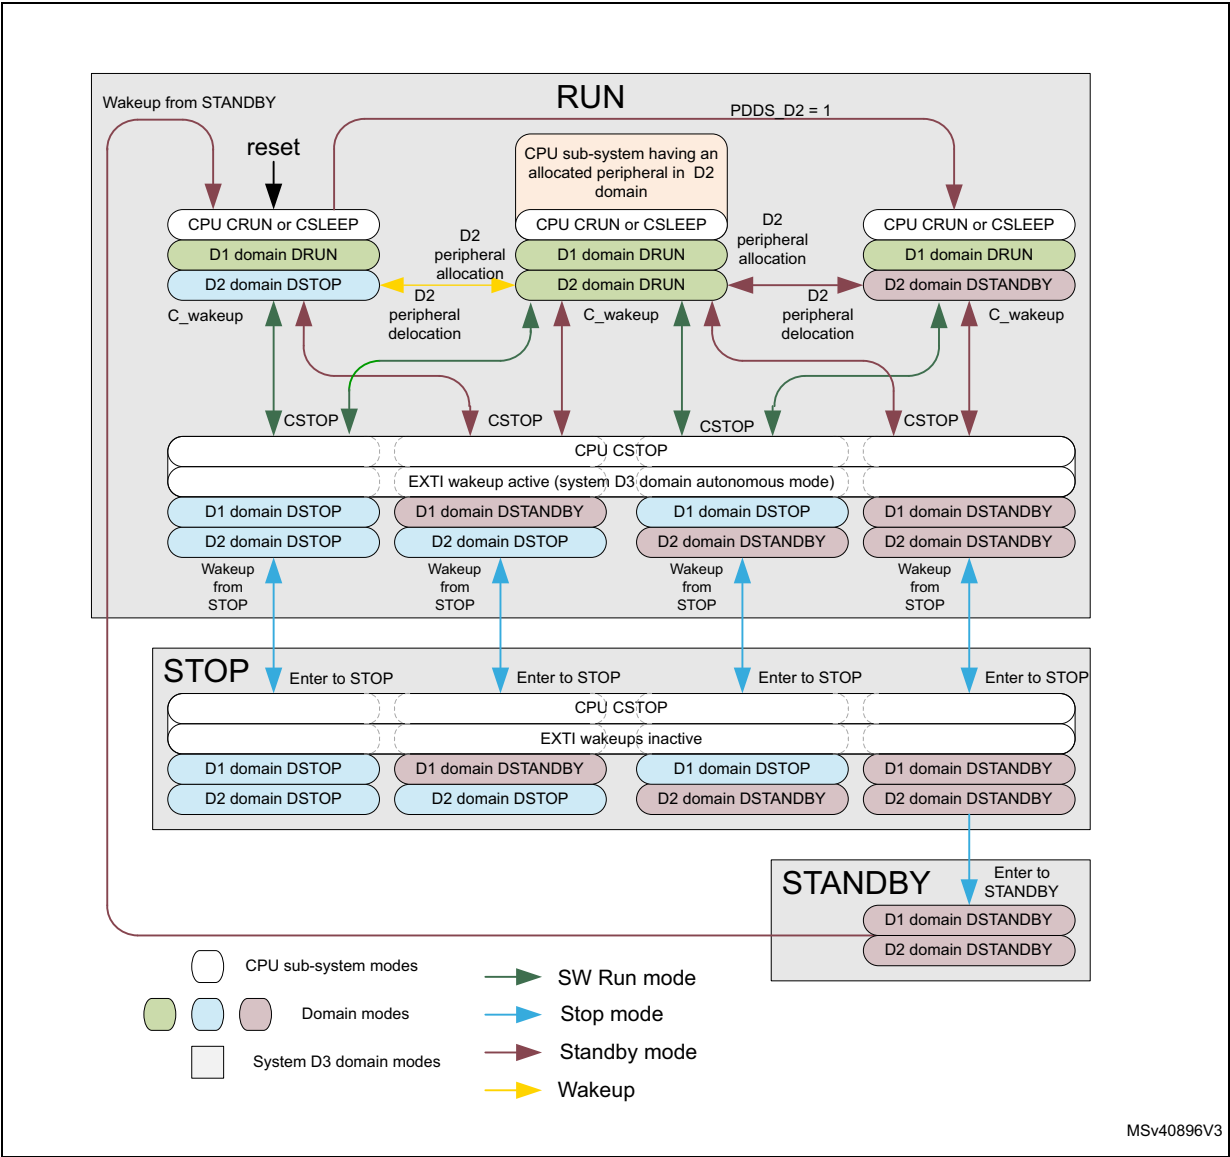 RUN
Wakeup from STANDBY
PDDS_D2 = 1
reset
CPU sub-system having an
allocated peripheral in D2
domain
CPU CRUN or CSLEEP
D1 domain DRUN
D2 domain DSTOP
D2
peripheral
allocation
D2
peripheral
delocation
CPU CRUN or CSLEEP
D1 domain DRUN
D2 domain DRUN
D2
peripheral
allocation
D2
peripheral
delocation
CPU CRUN or CSLEEP
D1 domain DRUN
D2 domain DSTANDBY
C_wakeup
C_wakeup
C_wakeup
CSTOP
CSTOP
CSTOP
CSTOP
CPU CSTOP
EXTI wakeup active (system D3 domain autonomous mode)
D1 domain DSTOP
D2 domain DSTOP
D1 domain DSTANDBY
D2 domain DSTOP
D1 domain DSTOP
D2 domain DSTANDBY
D1 domain DSTANDBY
D2 domain DSTANDBY
Wakeup
from
STOP
Wakeup
from
STOP
Wakeup
from
STOP
Wakeup
from
STOP
STOP
Enter to STOP
Enter to STOP
Enter to STOP
Enter to STOP
CPU CSTOP
EXTI wakeups inactive
D1 domain DSTOP
D2 domain DSTOP
D1 domain DSTANDBY
D2 domain DSTOP
D1 domain DSTOP
D2 domain DSTANDBY
D1 domain DSTANDBY
D2 domain DSTANDBY
STANDBY
Enter to
STANDBY
D1 domain DSTANDBY
D2 domain DSTANDBY
CPU sub-system modes
Domain modes
System D3 domain modes
SW Run mode
Stop mode
Standby mode
Wakeup
MSv40896V3